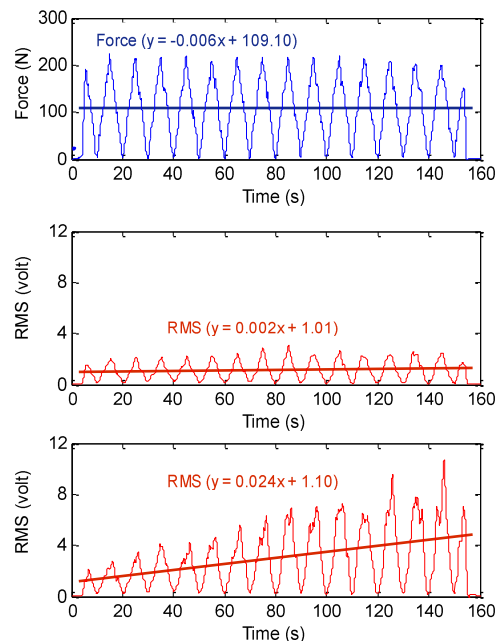 300
Force (y = -0.006x + 109.10)
200
100
0
Force (N)
0 20 40 60 80 100 120 140 160
Time (s)
12
8
4
0
RMS (volt)
RMS (y = 0.002x + 1.01)
0 20 40 60 80 100 120 140 160
Time (s)
12
8
4
0
RMS (volt)
RMS (y = 0.024x + 1.10)
0 20 40 60 80 100 120 140 160
Time (s)